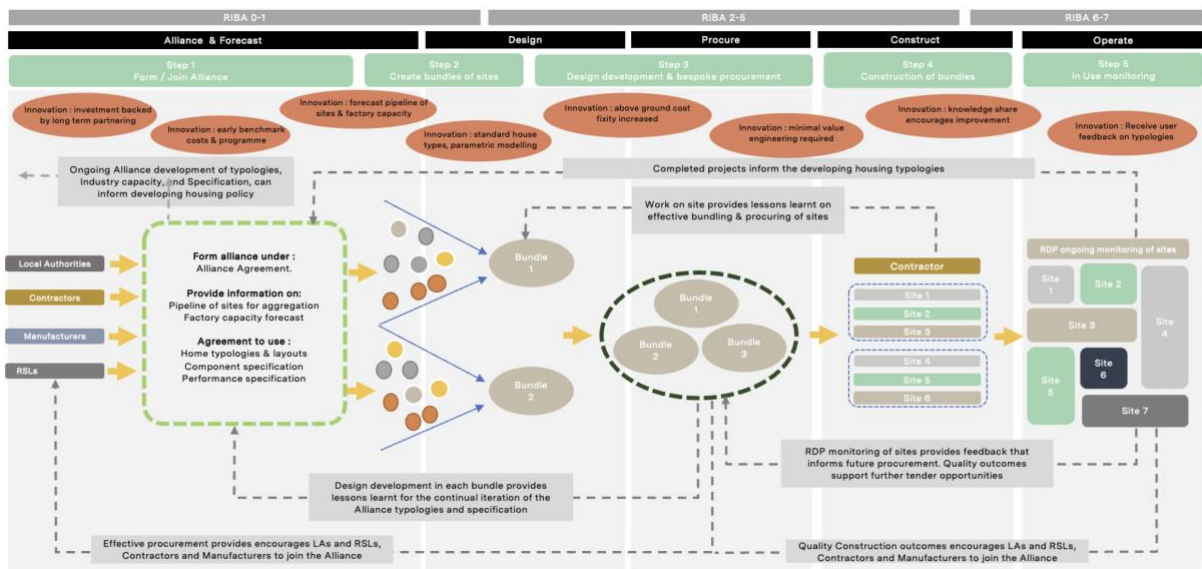 RIBA 0-1
RIBA 2-5
RIBA 6-7
Alliance & Forecast
Design
Procure
Construct
Operate
Step 1
Form / Join Alliance
Step 2
Create bundles of sites
Step 3
Design development & bespoke procurement
Step 4
Construction of bundles
Step 5
In Use monitoring
Innovation : investment backed
by long term partnering
Innovation : early benchmark
costs & programme
Innovation : forecast pipeline of
sites & factory capacity
Innovation : standard house
types, parametric modelling
Innovation : above ground cost
fixity increased
Innovation : minimal value
engineering required
Innovation : knowledge share
encourages improvement
Innovation : Receive user
feedback on typologies
Ongoing Alliance development of typologies,
Industry capacity, and Specification, can
inform developing housing policy
Completed projects inform the developing housing typologies
Work on site provides lessons learnt on
effective bundling & procuring of sites
Local Authorities
Contractors
Manufacturers
RSLs
Form alliance under :
Alliance Agreement.
Provide information on:
Pipeline of sites for aggregation
Factory capacity forecast
Agreement to use :
Home typologies & layouts
Component specification
Performance specification
Bundle
1
Bundle
2
Bundle
1
Bundle
2
Bundle
3
Contractor
Site 1
Site 2
Site 3
Site 4
Site 5
Site 6
RDP ongoing monitoring of sites
Site
1
Site 2
Site 3
Site
4
Site
5
Site
6
Site 7
Design development in each bundle provides
lessons learnt for the continual iteration of the
Alliance typologies and specification
RDP monitoring of sites provides feedback that
informs future procurement. Quality outcomes
support further tender opportunities
Effective procurement provides encourages LAs and RSLs,
Contractors and Manufacturers to join the Alliance
Quality Construction outcomes encourages LAs and RSLs,
Contractors and Manufacturers to join the Alliance